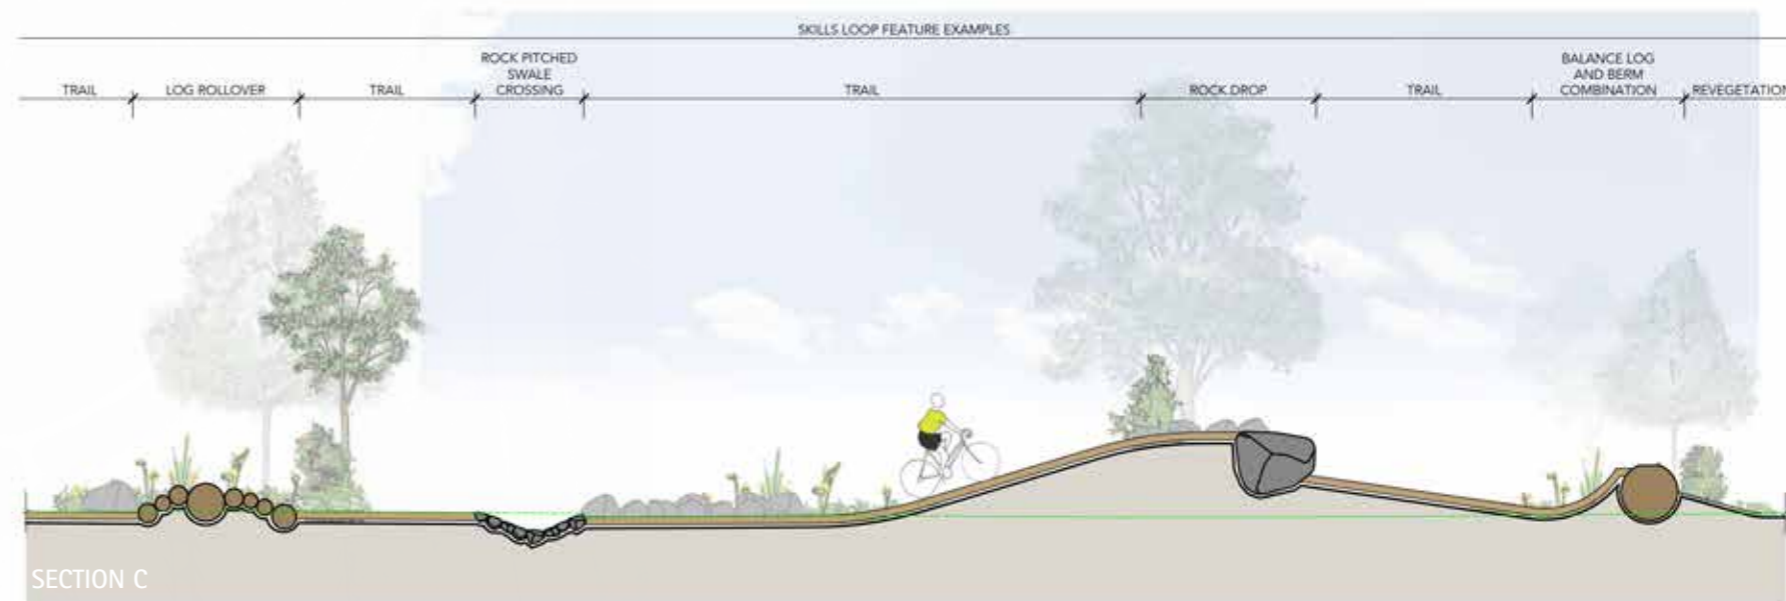 SKILLS LOOP FEATURE EXAMPLES
TRAIL
LOG ROLLOVER
TRAIL
ROCK PITCHED
SWALE
CROSSING
TRAIL
ROCK DROP
TRAIL
BALANCE LOG
AND BERM
COMBINATION
REVEGETATION
SECTION C